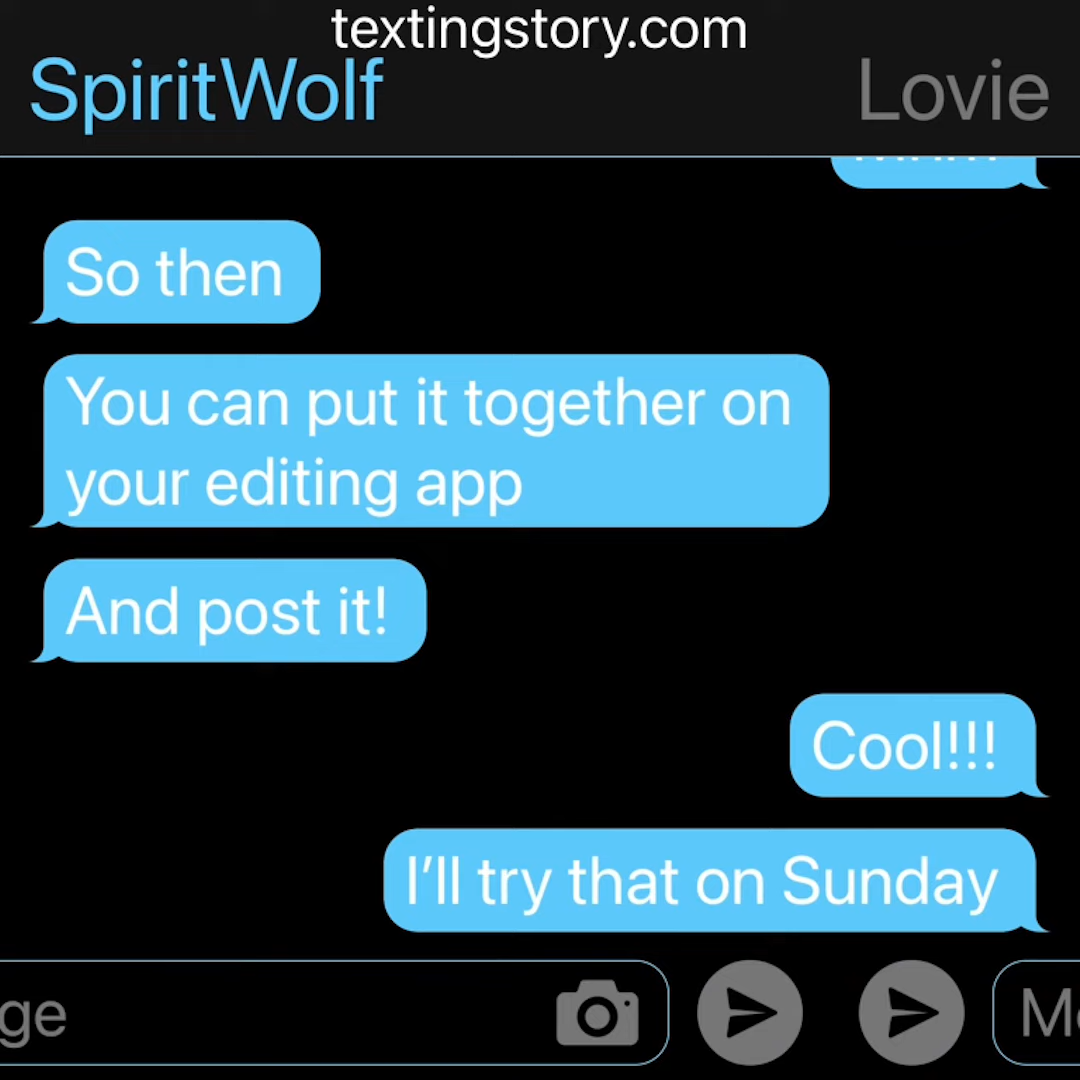 textingstory.com
SpiritWolf
Lovie
So then
You can put it together on
your editing app
And post it!
Cool!!!
I’ll try that on Sunday
ge